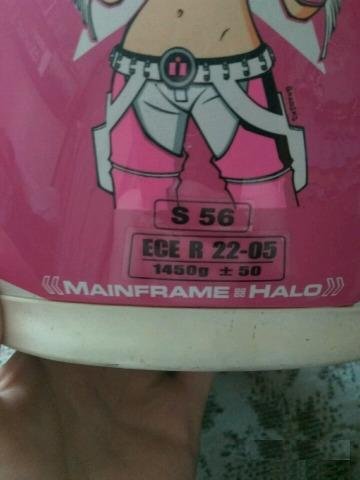 S 56
ECE R 22-05
1450g ± 50
MAINFRAME HALO